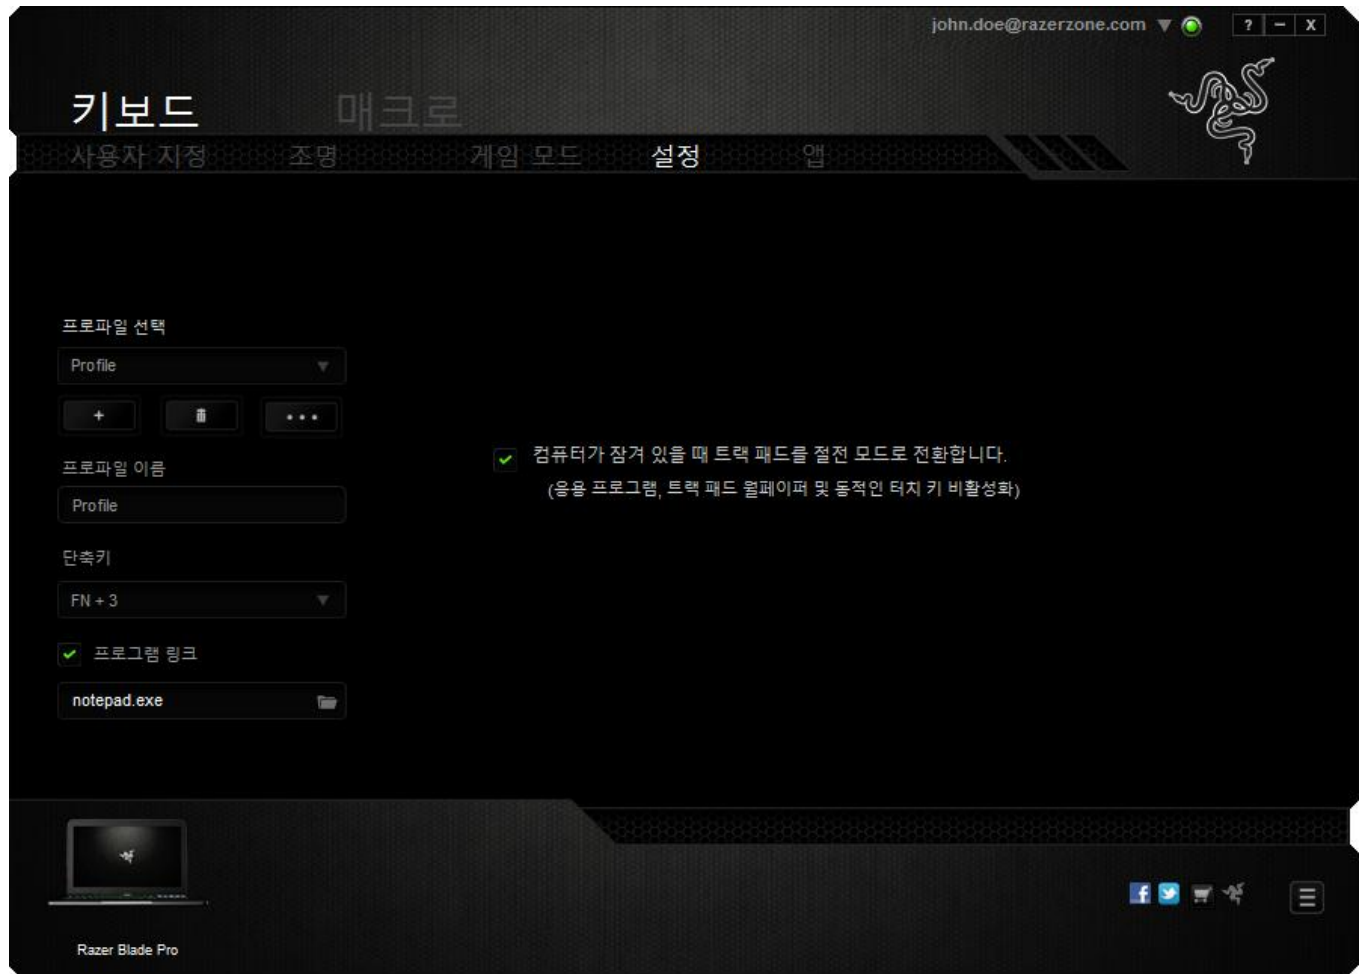 john.doe@razerzone.com
? - X
키보드 매크로
사용자 지정 조명 게임 모드 설정 앱
프로파일 선택
Profile
프로파일 이름
Profile
단축키
FN + 3
프로그램 링크
notepad.exe
컴퓨터가 잠겨 있을 때 트랙 패드를 절전 모드로 전환합니다.
(응용 프로그램, 트랙 패드 월페이퍼 및 동적인 터치 키 비활성화)
Razer Blade Pro